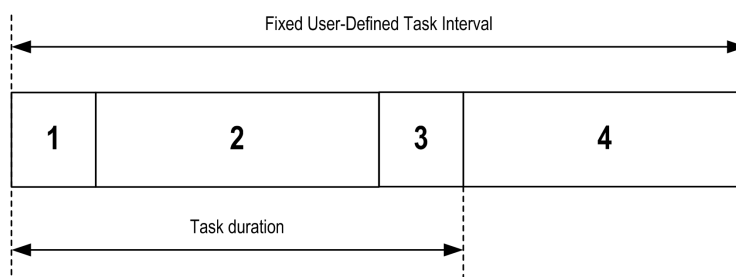 Fixed User-Defined Task Interval
1 2 3 4
Task duration